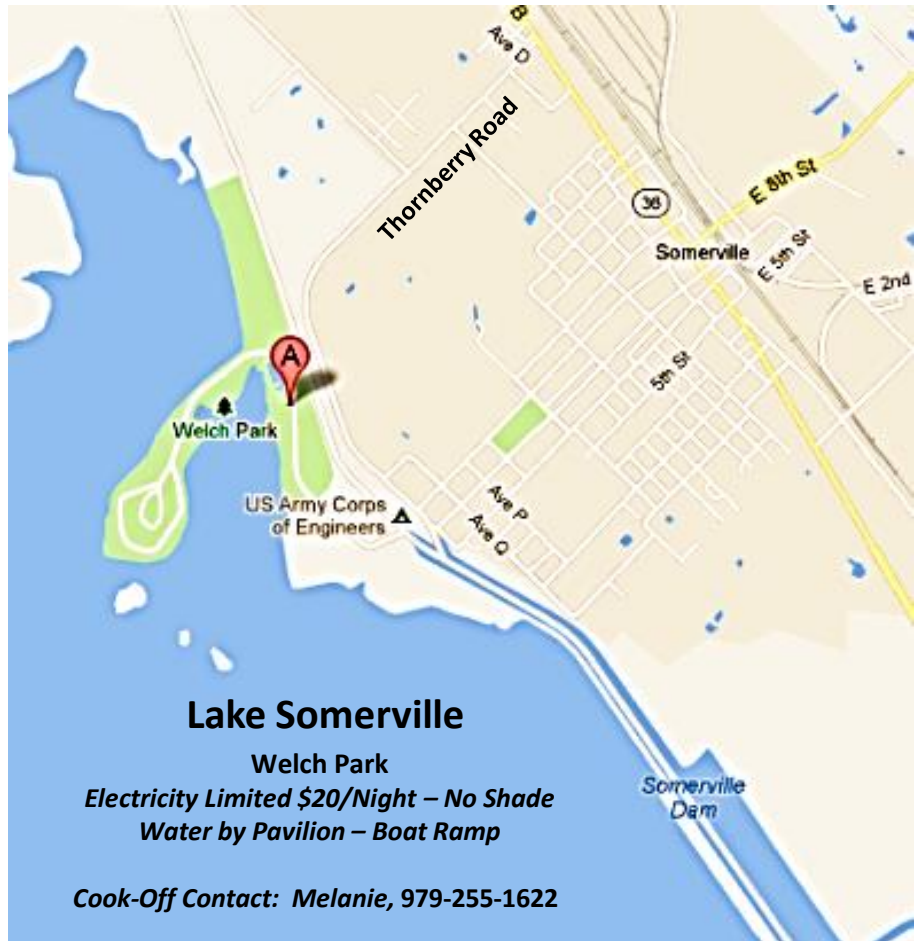 B
Ave D
Thornberry Road
E 8th St
36
Somerville
E 5th St
E 2nd
A
5th St
Welch Park
US Army Corps
of Engineers
Ave P
Ave Q
Lake Somerville
Welch Park
Electricity Limited $20/Night – No Shade
Water by Pavilion – Boat Ramp
Somerville
Dam
Cook-Off Contact: Melanie, 979-255-1622